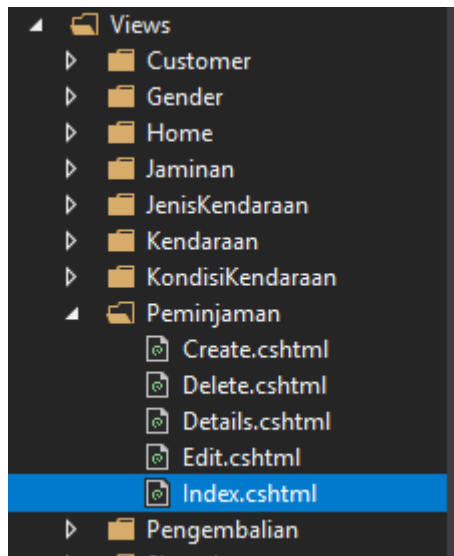 Views
Customer
Gender
Home
Jaminan
JenisKendaraan
Kendaraan
KondisiKendaraan
Peminjaman
Create.cshtml
Delete.cshtml
Details.cshtml
Edit.cshtml
Index.cshtml
Pengembalian